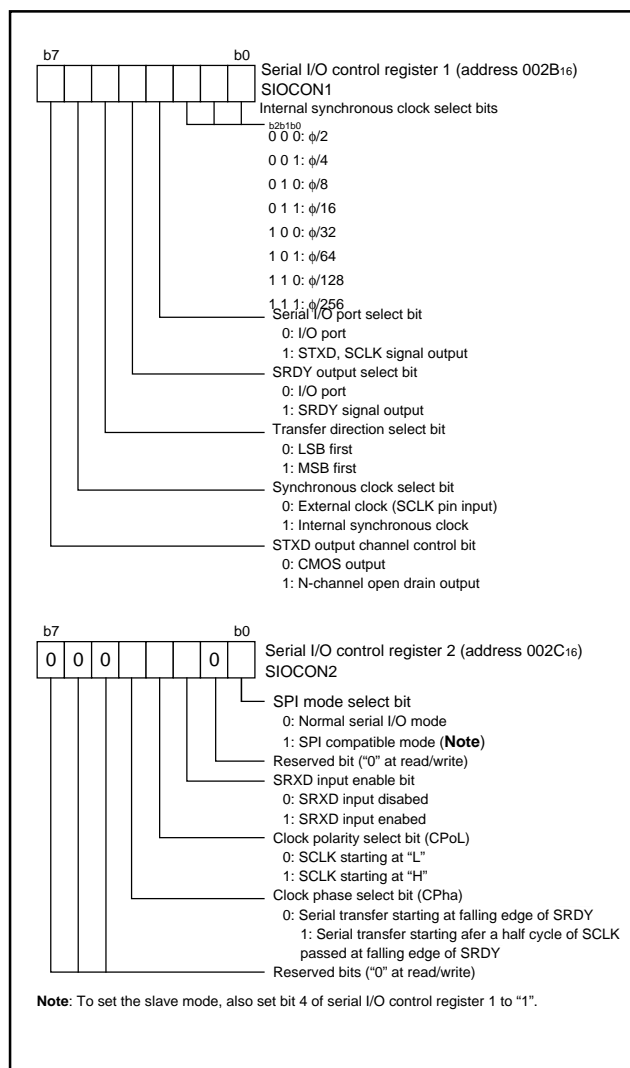 b7 b0
Serial I/O control register 1 (address 002B16)
SIOCON1
Internal synchronous clock select bits
b2b1b0
0 0 0: ϕ/2
0 0 1: ϕ/4
0 1 0: ϕ/8
0 1 1: ϕ/16
1 0 0: ϕ/32
1 0 1: ϕ/64
1 1 0: ϕ/128
1 1 1: ϕ/256
Serial I/O port select bit
0: I/O port
1: STXD, SCLK signal output
SRDY output select bit
0: I/O port
1: SRDY signal output
Transfer direction select bit
0: LSB first
1: MSB first
Synchronous clock select bit
0: External clock (SCLK pin input)
1: Internal synchronous clock
STXD output channel control bit
0: CMOS output
1: N-channel open drain output
b7 b0
0 0 0 0
Serial I/O control register 2 (address 002C16)
SIOCON2
SPI mode select bit
0: Normal serial I/O mode
1: SPI compatible mode (Note)
Reserved bit (“0” at read/write)
SRXD input enable bit
0: SRXD input disabed
1: SRXD input enabed
Clock polarity select bit (CPoL)
0: SCLK starting at “L”
1: SCLK starting at “H”
Clock phase select bit (CPha)
0: Serial transfer starting at falling edge of SRDY
1: Serial transfer starting afer a half cycle of SCLK
passed at falling edge of SRDY
Reserved bits (“0” at read/write)
Note: To set the slave mode, also set bit 4 of serial I/O control register 1 to “1”.